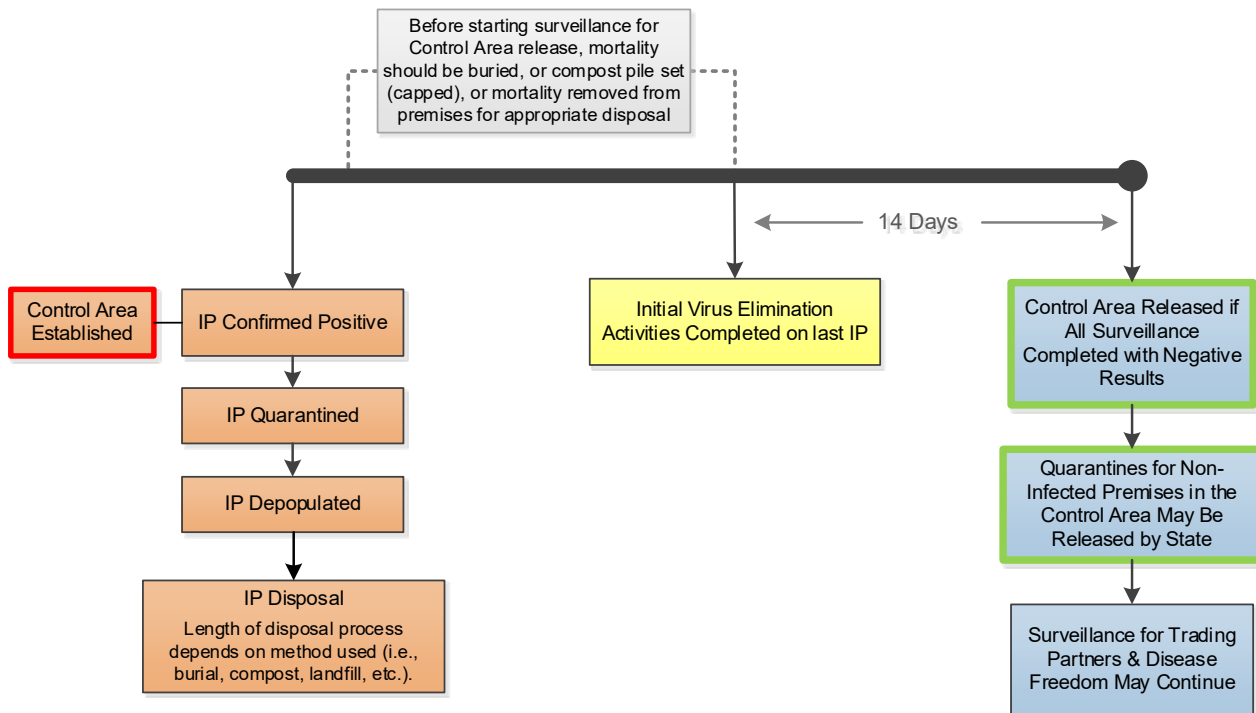 Before starting surveillance for
Control Area release, mortality
should be buried, or compost pile set
(capped), or mortality removed from
premises for appropriate disposal
14 Days
Control Area
Established
IP Confirmed Positive
Initial Virus Elimination
Activities Completed on last IP
Control Area Released if
All Surveillance
Completed with Negative
Results
IP Quarantined
Quarantines for Non-
Infected Premises in the
Control Area May Be
Released by State
IP Depopulated
IP Disposal
Length of disposal process
depends on method used (i.e.,
burial, compost, landfill, etc.).
Surveillance for Trading
Partners & Disease
Freedom May Continue